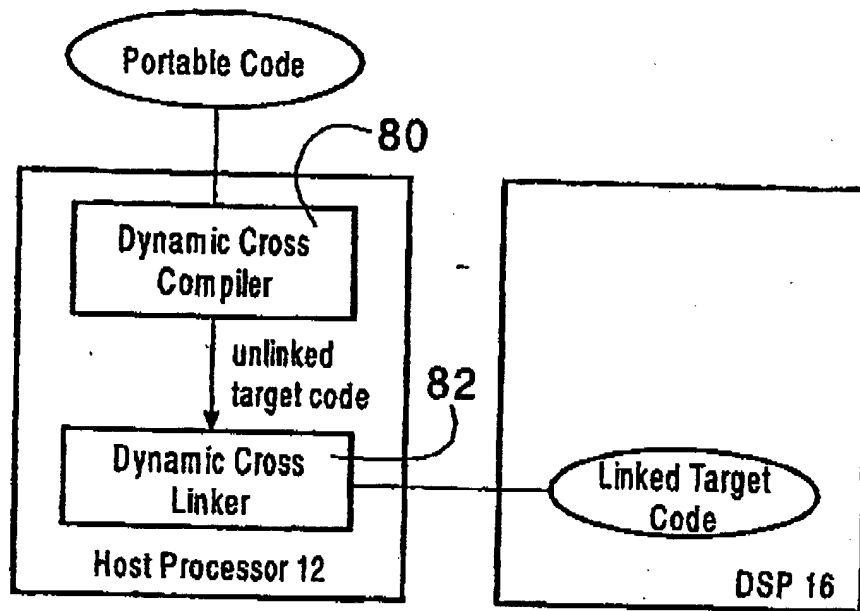 Portable Code
80
Dynamic Cross
Compiler
unlinked
target code
82
Dynamic Cross
Linker
Linked Target
Code
Host Processor 12
DSP 16